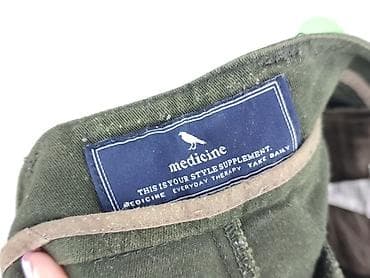 medicine
THIS IS YOUR STYLE SUPPLEMENT.
MEDICINE EVERYDAY THERAPY TAKE DAILY